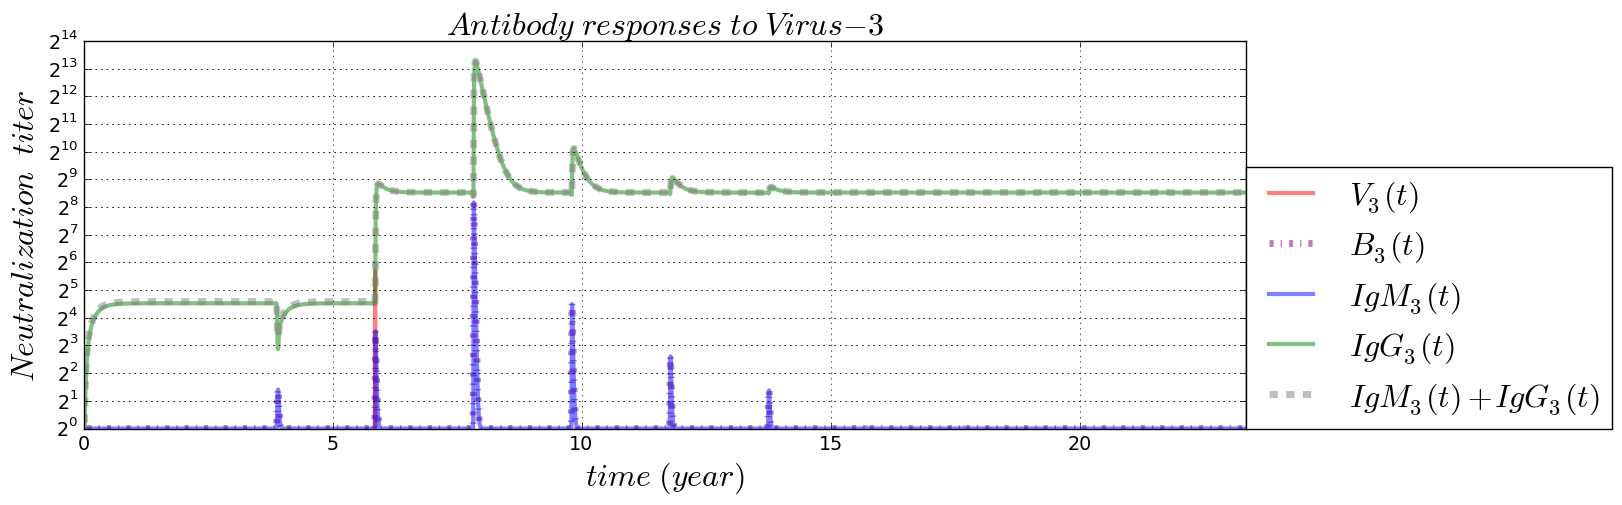 Antibody responses to Virus−3
Neutralization titer
2^14
2^13
2^12
2^11
2^10
2^9
2^8
2^7
2^6
2^5
2^4
2^3
2^2
2^1
2^0
0 5 10 15 20
time (year)
V_3(t)
B_3(t)
IgM_3(t)
IgG_3(t)
IgM_3(t)+IgG_3(t)